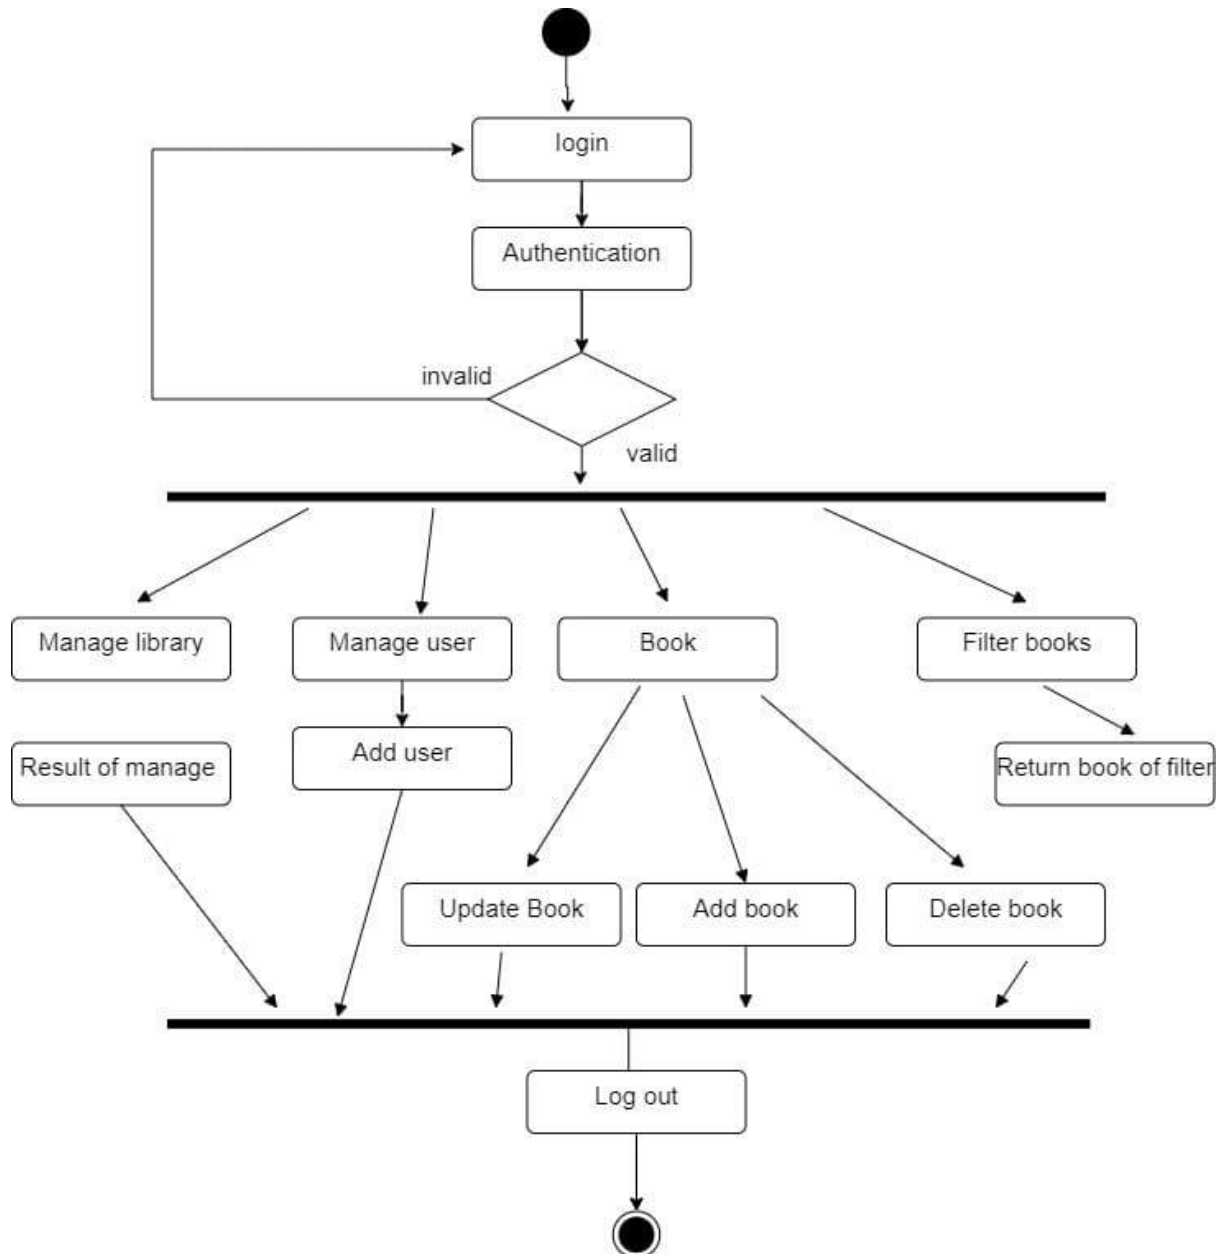 login
Authentication
invalid
valid
Manage library
Manage user
Book
Filter books
Result of manage
Add user
Return book of filter
Update Book
Add book
Delete book
Log out